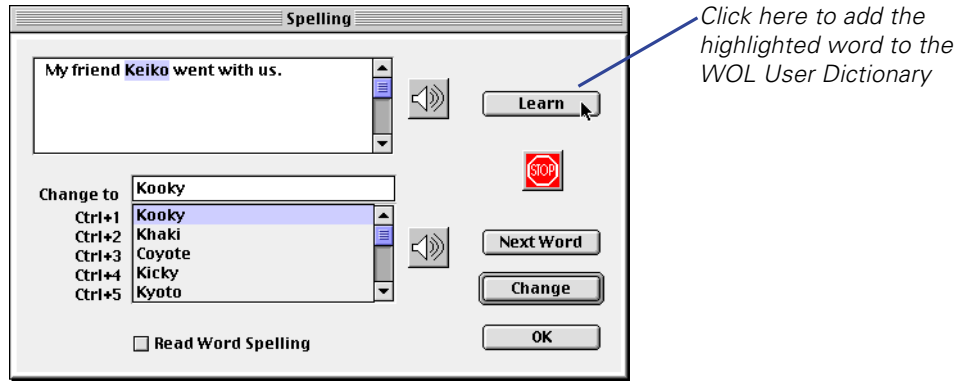 Spelling
Click here to add the
highlighted word to the
WOL User Dictionary
My friend Keiko went with us.
Learn
STOP
Change to Kooky
Ctrl+1 Kooky
Ctrl+2 Khaki
Ctrl+3 Coyote
Ctrl+4 Kicky
Ctrl+5 Kyoto
Next Word
Change
Read Word Spelling
OK